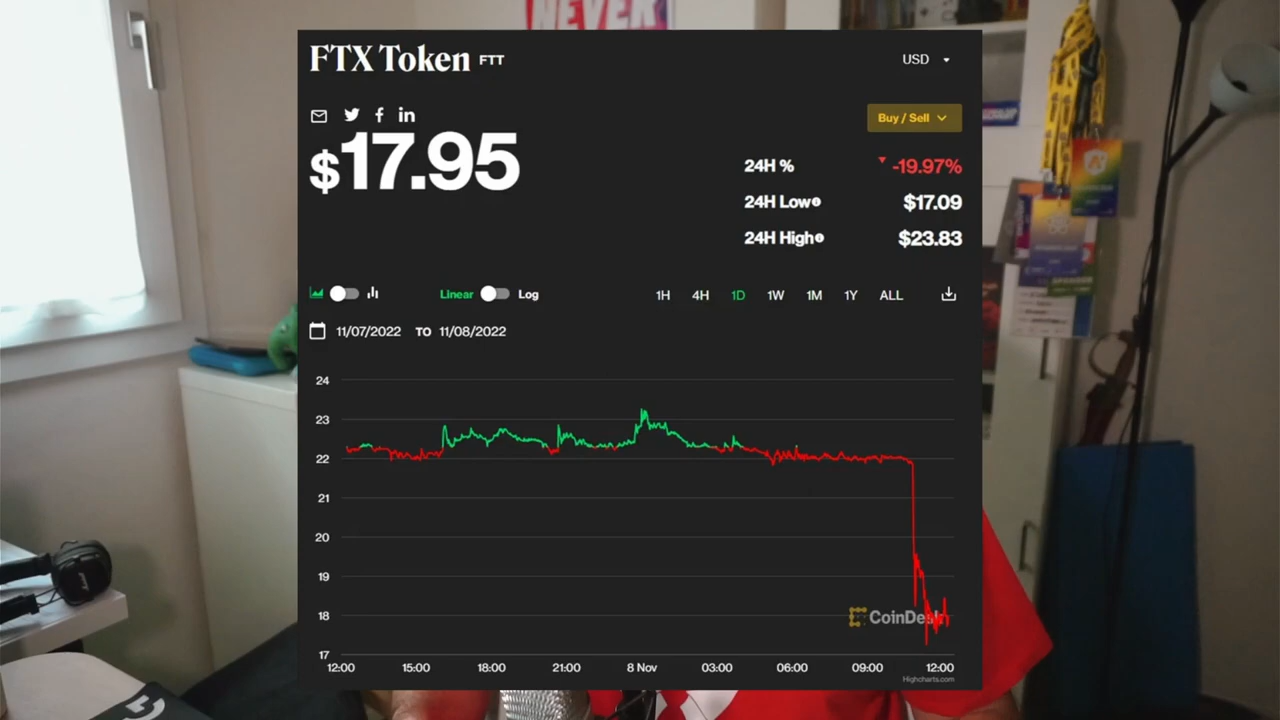 NEVER
FTX Token FTT
USD
$17.95
Buy / Sell
24H % -19.97%
24H Low $17.09
24H High $23.83
Linear Log
1H 4H 1D 1W 1M 1Y ALL
11/07/2022 TO 11/08/2022
24
23
22
21
20
19
18
17
CoinDesk
12:00 15:00 18:00 21:00 8 Nov 03:00 06:00 09:00 12:00
Highcharts.com